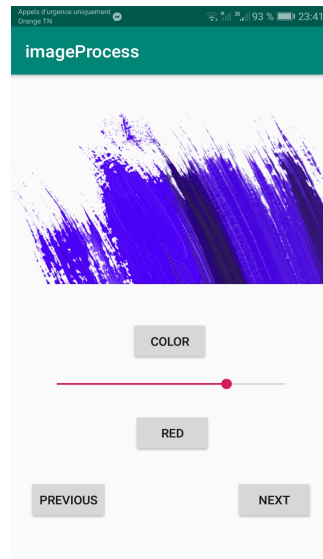 Appels d'urgence uniquement
Orange TN
93 % 23:41
imageProcess
COLOR
RED
PREVIOUS NEXT